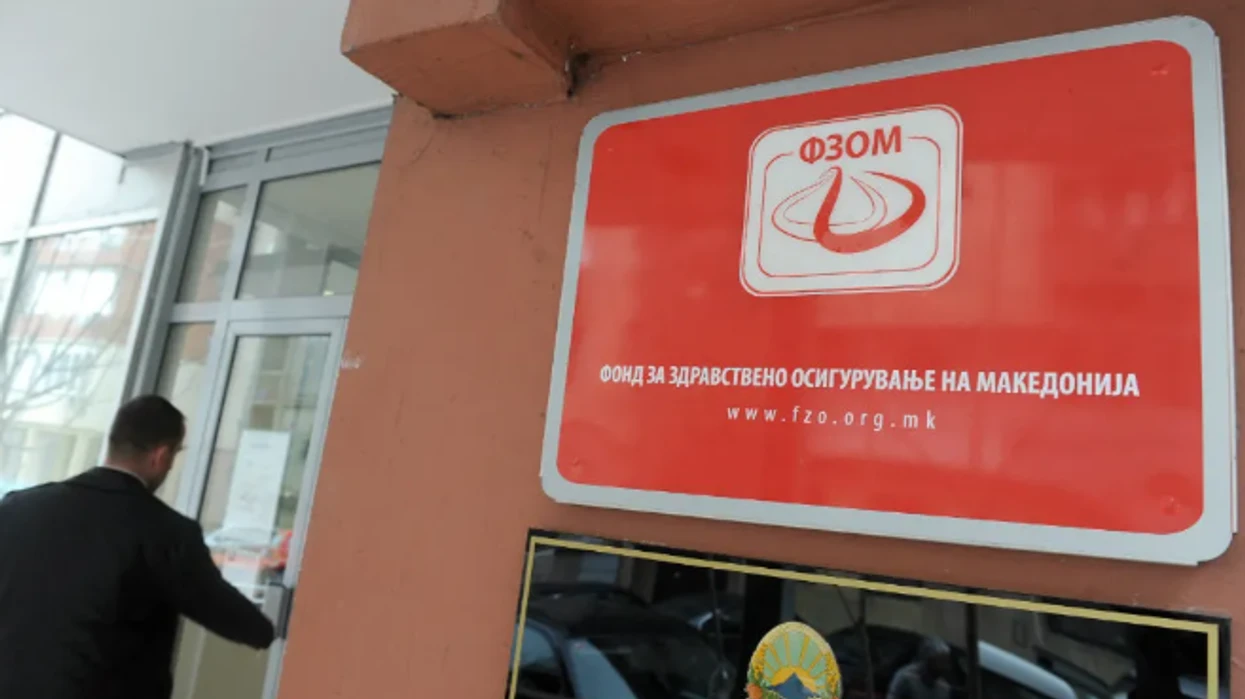 ФЗОМ
ФОНД ЗА ЗДРАВСТВЕНО ОСИГУРУВАЊЕ НА МАКЕДОНИЈА
www.fzo.org.mk